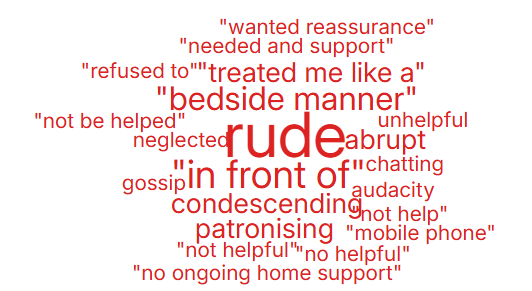 "wanted reassurance"
"needed and support"
"refused to" "treated me like a"
"bedside manner"
"not be helped" unhelpful
neglected rude abrupt
"in front of" chatting
gossip audacity
condescending "not help"
patronising "mobile phone"
"not helpful" "no helpful"
"no ongoing home support"